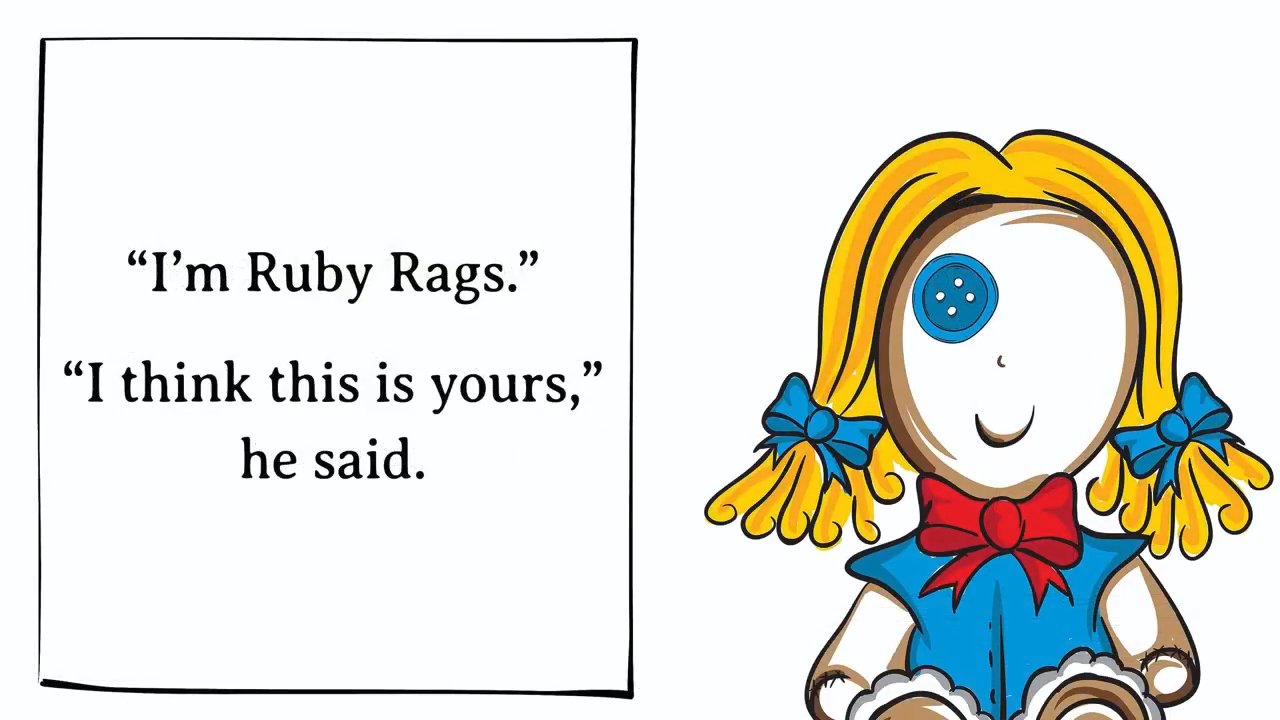 “I’m Ruby Rags.”
“I think this is yours,”
he said.